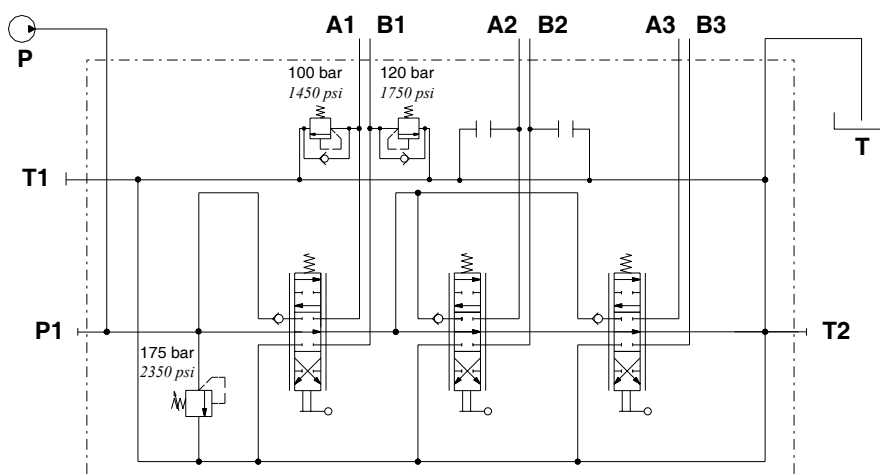 A1 B1 A2 B2 A3 B3
P
100 bar 120 bar
1450 psi 1750 psi
T
T1
P1 T2
175 bar
2350 psi